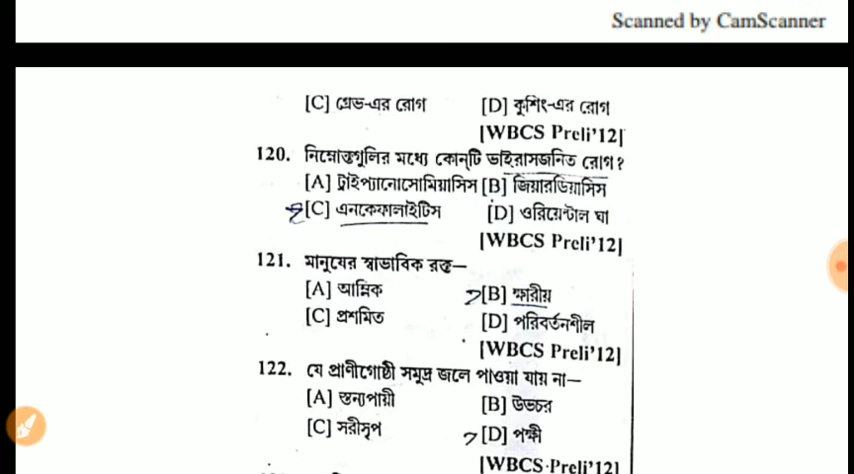 Scanned by CamScanner
[C] গ্রেভ-এর রোগ [D] কুশিং-এর রোগ
[WBCS Preli'12]
120. নিম্নোক্তগুলির মধ্যে কোন্‌টি ভাইরাসজনিত রোগ?
[A] ট্রাইপ্যানোসোমিয়াসিস [B] জিয়ারডিয়াসিস
[C] এনকেফালাইটিস [D] ওরিয়েন্টাল ঘা
[WBCS Preli'12]
121. মানুষের স্বাভাবিক রক্ত—
[A] আম্লিক [B] ক্ষারীয়
[C] প্রশমিত [D] পরিবর্তনশীল
[WBCS Preli'12]
122. যে প্রাণীগোষ্ঠী সমুদ্র জলে পাওয়া যায় না—
[A] স্তন্যপায়ী [B] উভচর
[C] সরীসৃপ [D] পক্ষী
[WBCS Preli'12]